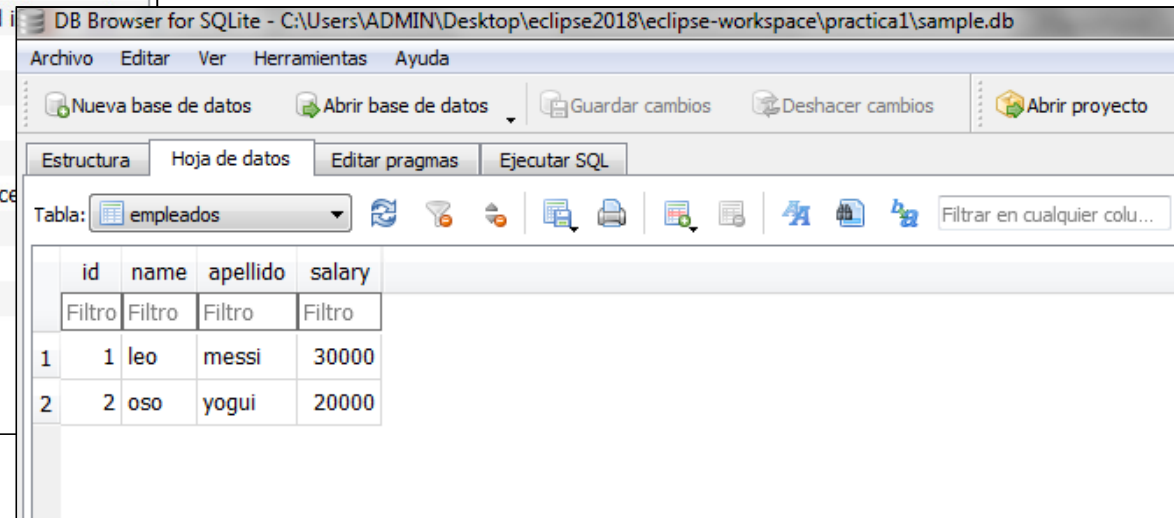 DB Browser for SQLite - C:\Users\ADMIN\Desktop\eclipse2018\eclipse-workspace\practica1\sample.db
Archivo Editar Ver Herramientas Ayuda
Nueva base de datos Abrir base de datos Guardar cambios Deshacer cambios Abrir proyecto
Estructura Hoja de datos Editar pragmas Ejecutar SQL
Tabla: empleados Filtrar en cualquier colu...
id name apellido salary
Filtro Filtro Filtro Filtro
1 1 leo messi 30000
2 2 oso yogui 20000